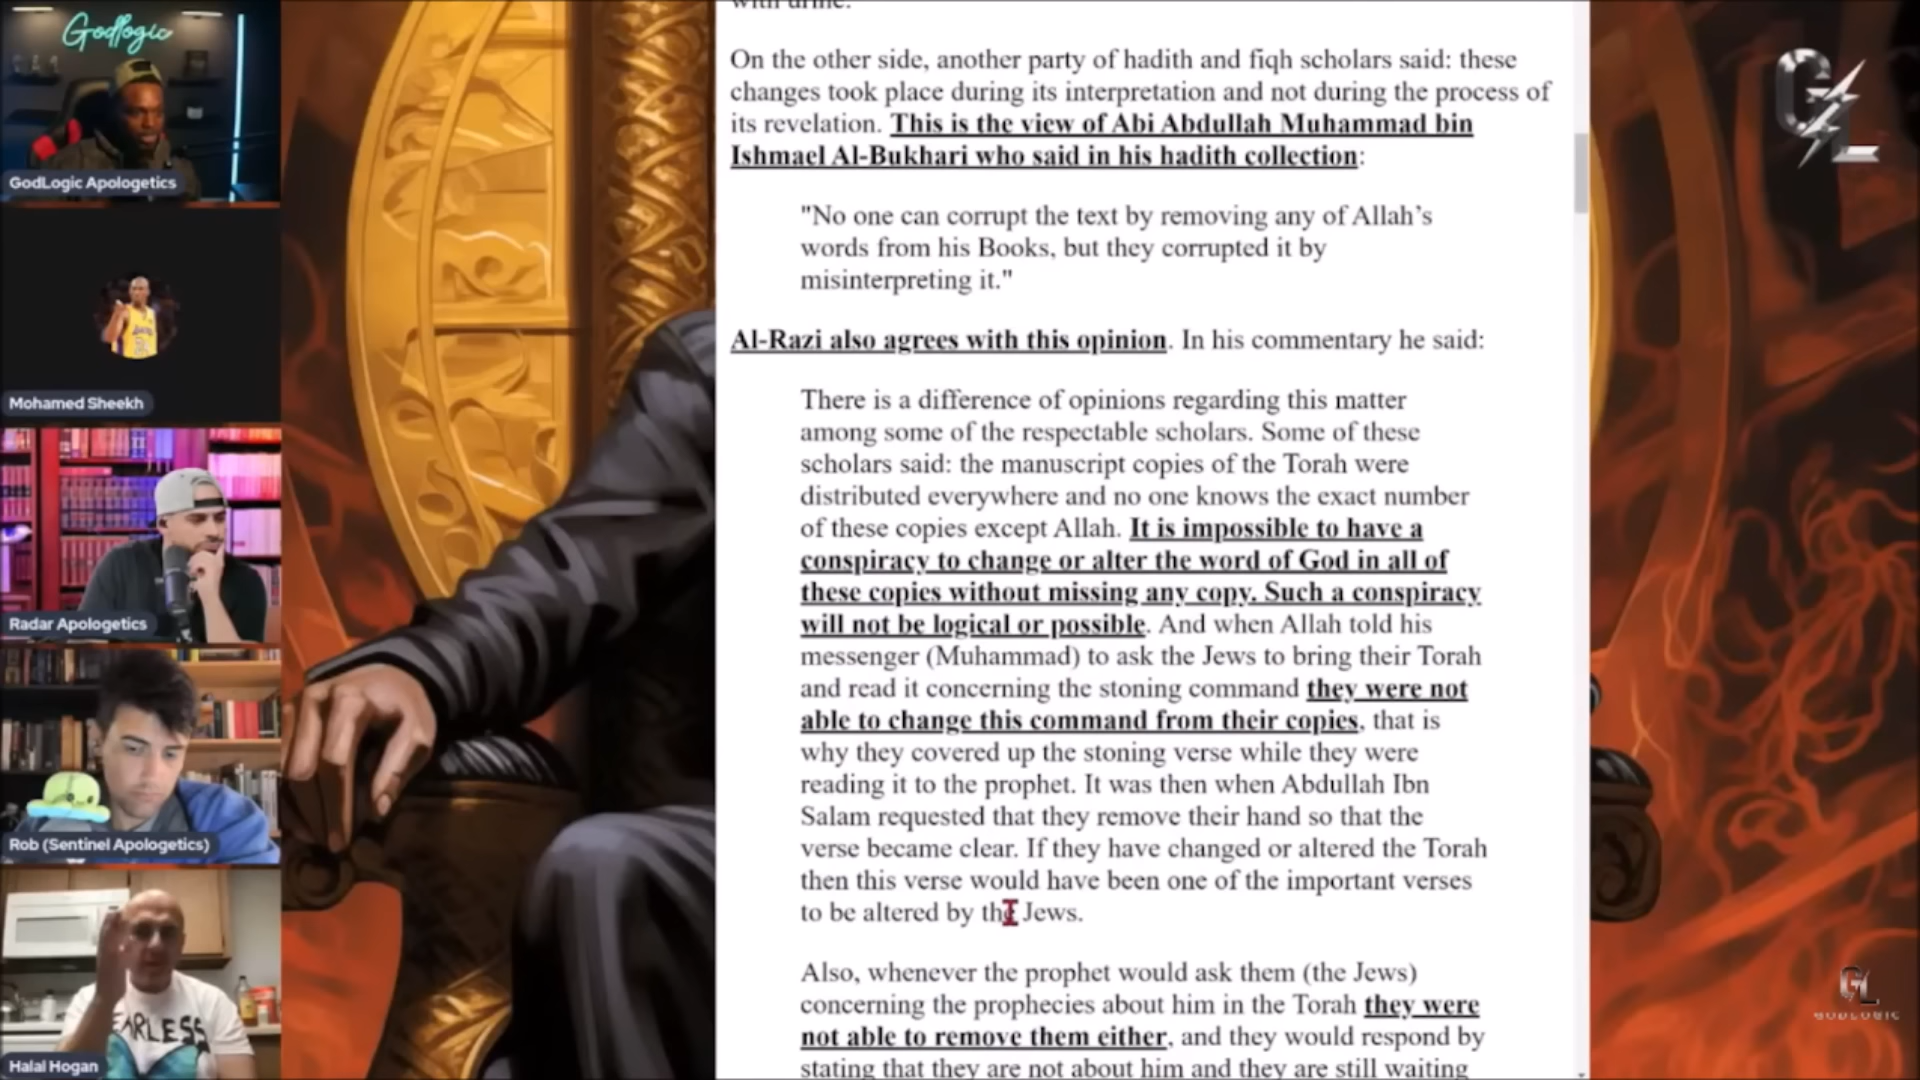 Godlogic
GodLogic Apologetics
Mohamed Sheekh
Radar Apologetics
Rob (Sentinel Apologetics)
FEARLESS
Halal Hogan
with urine.
On the other side, another party of hadith and fiqh scholars said: these
changes took place during its interpretation and not during the process of
its revelation. This is the view of Abi Abdullah Muhammad bin
Ishmael Al-Bukhari who said in his hadith collection:
"No one can corrupt the text by removing any of Allah’s
words from his Books, but they corrupted it by
misinterpreting it."
Al-Razi also agrees with this opinion. In his commentary he said:
There is a difference of opinions regarding this matter
among some of the respectable scholars. Some of these
scholars said: the manuscript copies of the Torah were
distributed everywhere and no one knows the exact number
of these copies except Allah. It is impossible to have a
conspiracy to change or alter the word of God in all of
these copies without missing any copy. Such a conspiracy
will not be logical or possible. And when Allah told his
messenger (Muhammad) to ask the Jews to bring their Torah
and read it concerning the stoning command they were not
able to change this command from their copies, that is
why they covered up the stoning verse while they were
reading it to the prophet. It was then when Abdullah Ibn
Salam requested that they remove their hand so that the
verse became clear. If they have changed or altered the Torah
then this verse would have been one of the important verses
to be altered by the Jews.
Also, whenever the prophet would ask them (the Jews)
concerning the prophecies about him in the Torah they were
not able to remove them either, and they would respond by
stating that they are not about him and they are still waiting
GL
GL
GODLOGIC